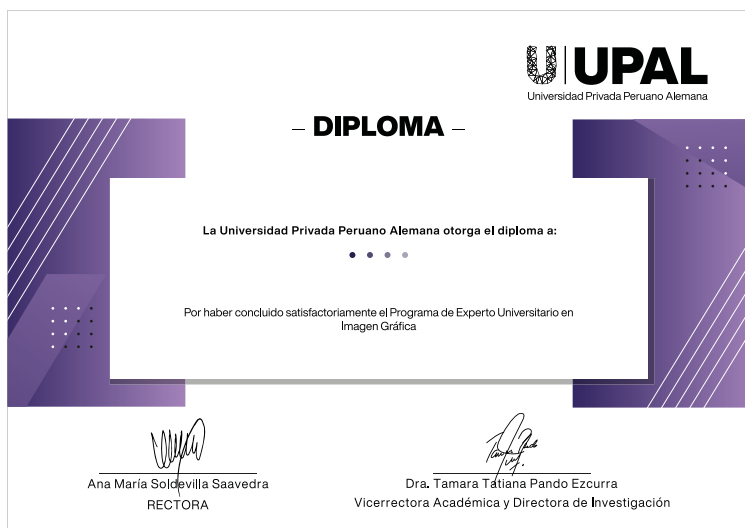 UPAL
Universidad Privada Peruano Alemana
– DIPLOMA –
La Universidad Privada Peruano Alemana otorga el diploma a:
Por haber concluido satisfactoriamente el Programa de Experto Universitario en
Imagen Gráfica
Ana María Soldevilla Saavedra
RECTORA
Dra. Tamara Tatiana Pando Ezcurra
Vicerrectora Académica y Directora de Investigación